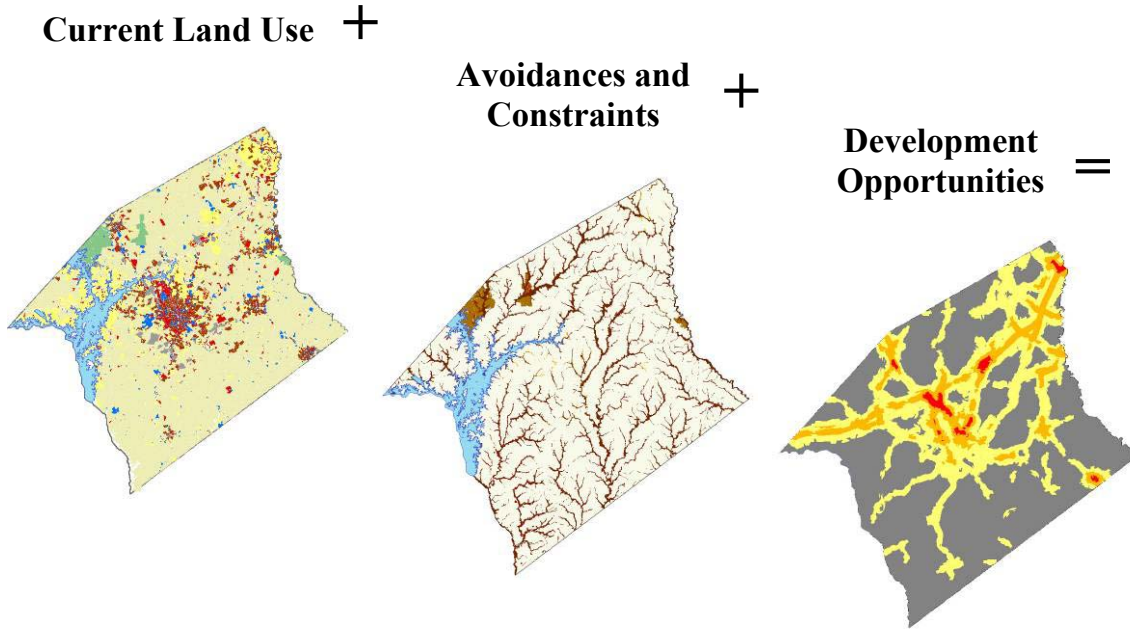 Current Land Use +
Avoidances and +
Constraints
Development
Opportunities =